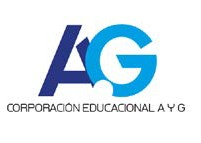 AG
CORPORACIÓN EDUCACIONAL A Y G